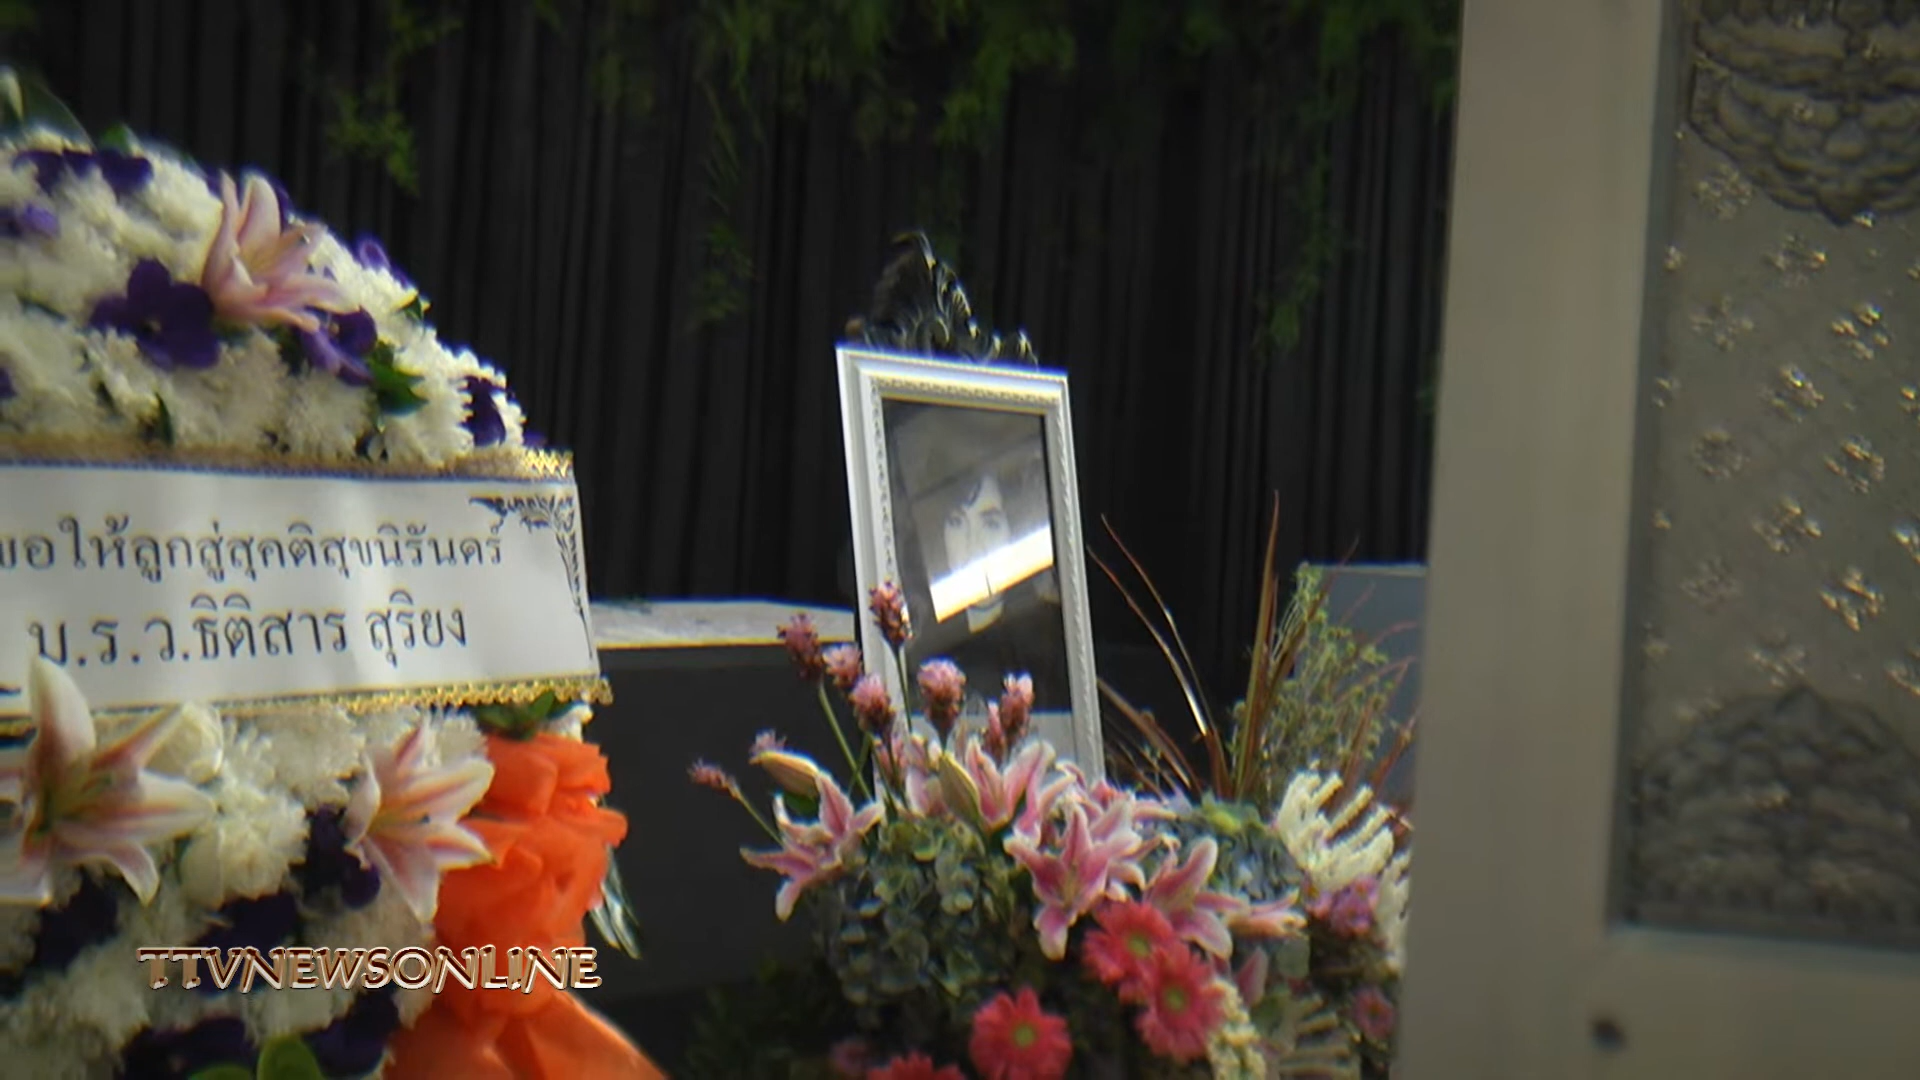 ขอให้ลูกสู่สุคติสุขนิรันดร์
บ.ร.ว.ธิติสาร สุริยง
TTVNEWSONLINE